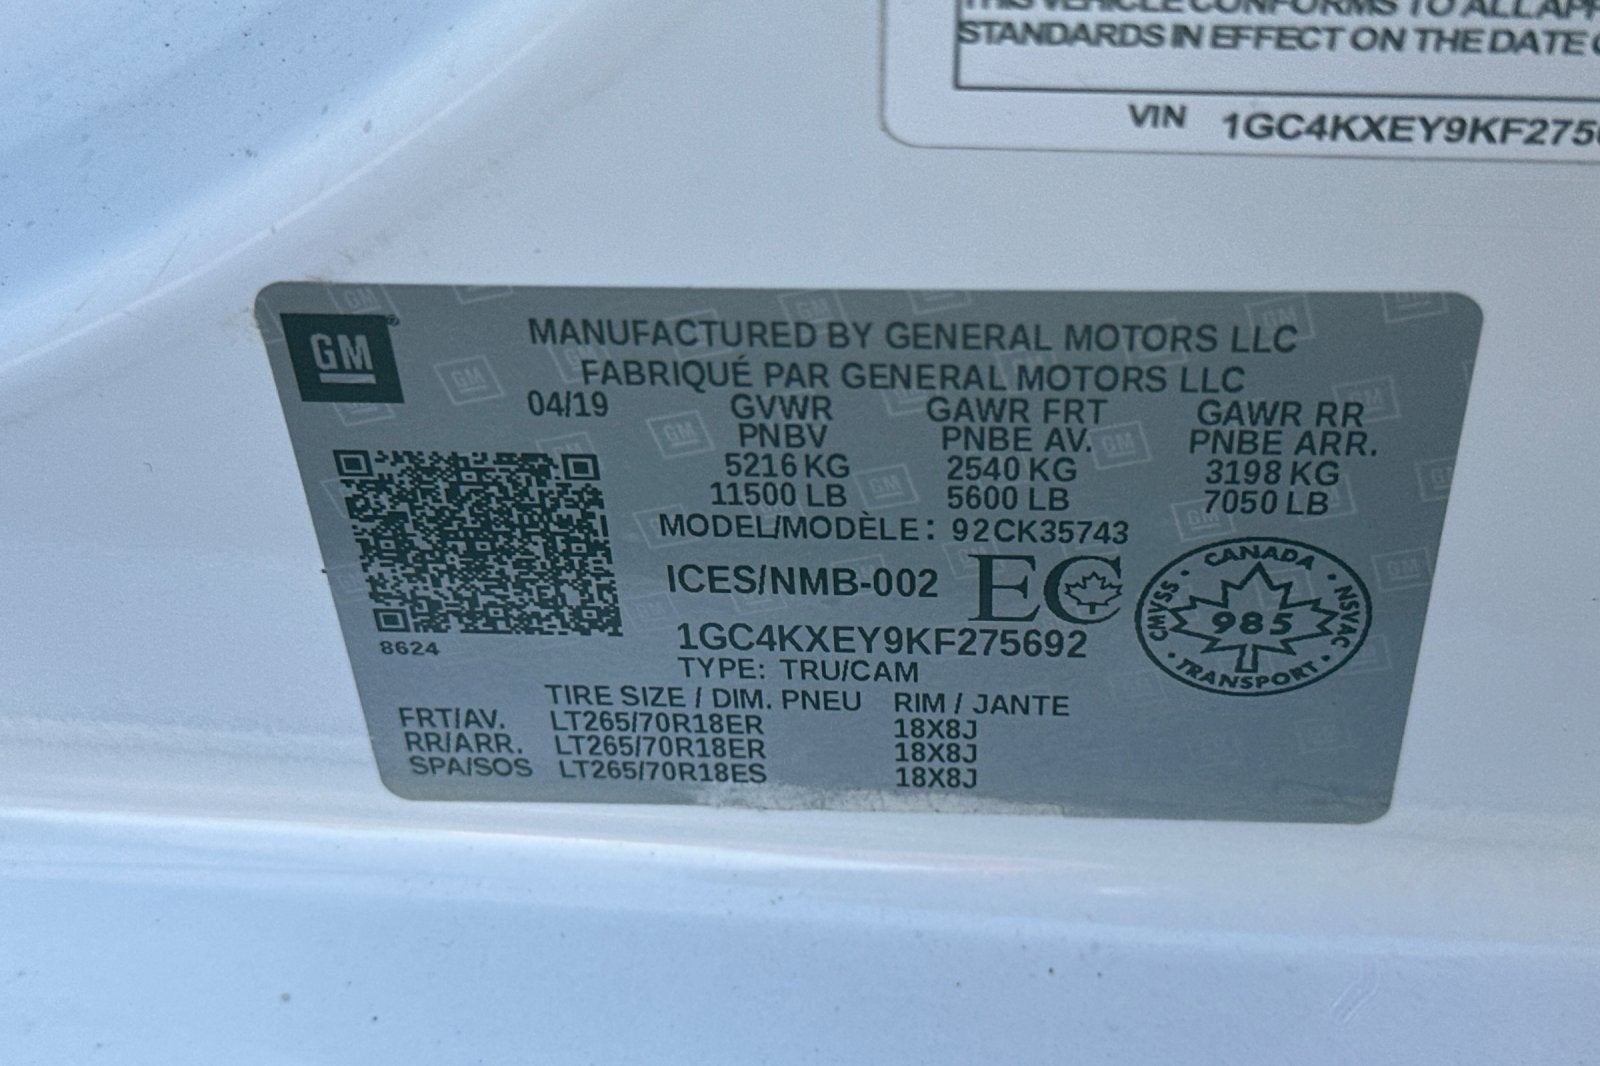 THIS VEHICLE CONFORMS TO ALL APP
STANDARDS IN EFFECT ON THE DATE
VIN 1GC4KXEY9KF2756
GM
MANUFACTURED BY GENERAL MOTORS LLC
FABRIQUÉ PAR GENERAL MOTORS LLC
04/19 GVWR GAWR FRT GAWR RR
PNBV PNBE AV. PNBE ARR.
5216 KG 2540 KG 3198 KG
11500 LB 5600 LB 7050 LB
MODEL/MODÈLE: 92CK35743
ICES/NMB-002 EC
CANADA
CMVSS 985 NSVAC
TRANSPORT
1GC4KXEY9KF275692
8624
TYPE: TRU/CAM
TIRE SIZE / DIM. PNEU RIM / JANTE
FRT/AV. LT265/70R18ER 18X8J
RR/ARR. LT265/70R18ER 18X8J
SPA/SOS LT265/70R18ES 18X8J